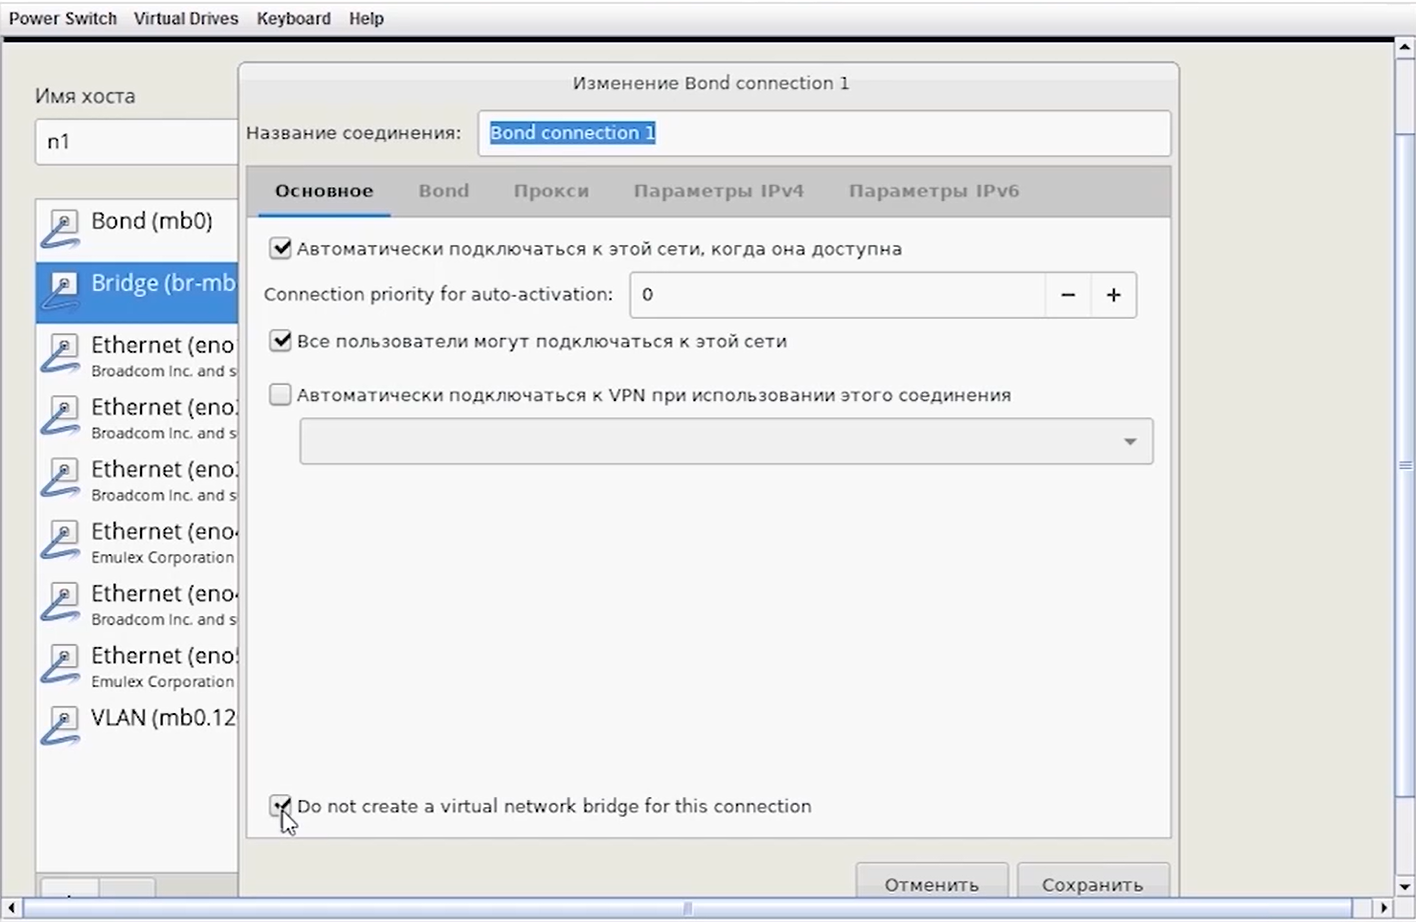 Power Switch Virtual Drives Keyboard Help
Изменение Bond connection 1
Имя хоста
n1
Название соединения: Bond connection 1
Основное Bond Прокси Параметры IPv4 Параметры IPv6
Bond (mb0)
Bridge (br-mb
Ethernet (eno
Broadcom Inc. and s
Ethernet (eno
Broadcom Inc. and s
Ethernet (eno
Broadcom Inc. and s
Ethernet (eno
Emulex Corporation
Ethernet (eno
Broadcom Inc. and s
Ethernet (eno
Emulex Corporation
VLAN (mb0.12
Автоматически подключаться к этой сети, когда она доступна
Connection priority for auto-activation: 0 − +
Все пользователи могут подключаться к этой сети
Автоматически подключаться к VPN при использовании этого соединения
Do not create a virtual network bridge for this connection
Отменить Сохранить